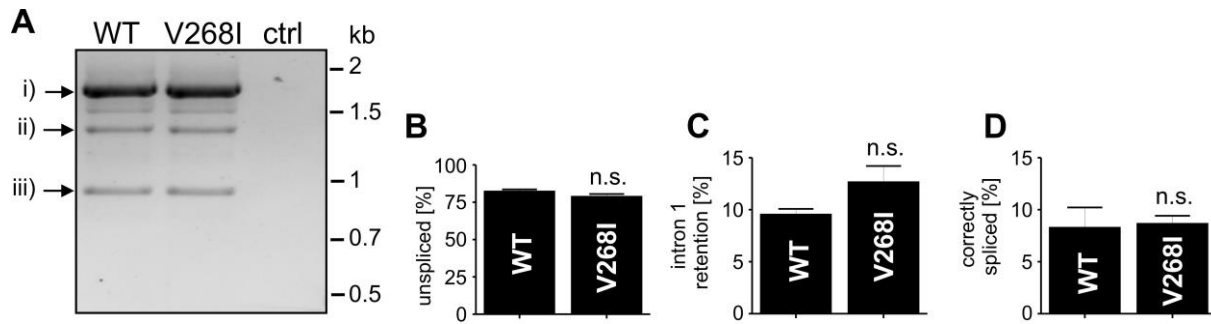 A
WT V268I ctrl kb
2
i)
1.5
ii)
1
iii)
0.7
0.5
B
unspliced [%]
100
75
50
25
0
WT
n.s.
V268I
C
intron 1
retention [%]
15
10
5
0
WT
n.s.
V268I
D
correctly
spliced [%]
15
10
5
0
WT
n.s.
V268I